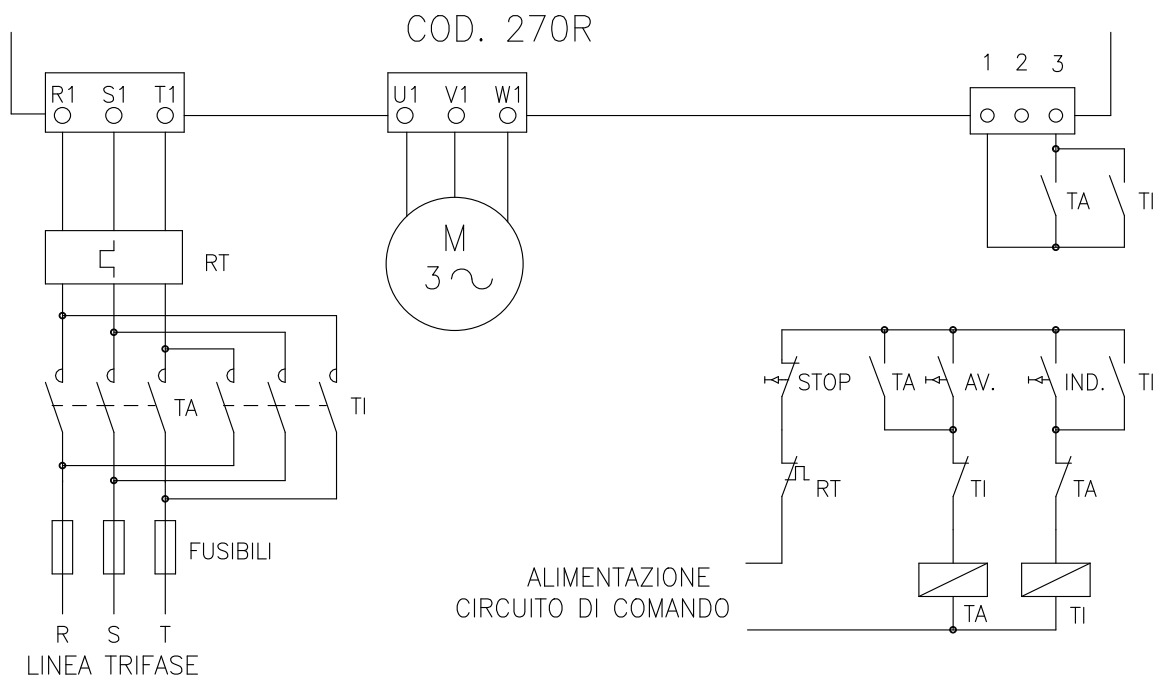 COD. 270R
R1 S1 T1
U1 V1 W1
1 2 3
TA TI
M
3
RT
TA TI
STOP TA AV. IND. TI
RT TI TA
FUSIBILI
ALIMENTAZIONE
CIRCUITO DI COMANDO
TA TI
R S T
LINEA TRIFASE